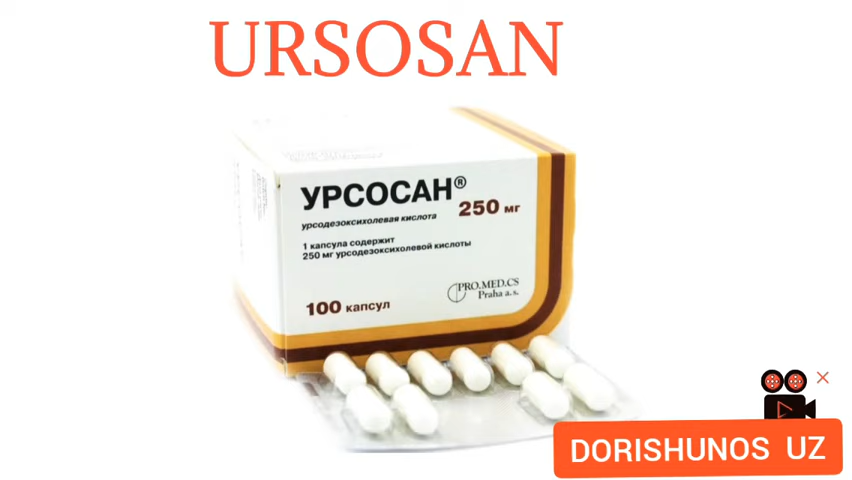 URSOSAN
УРСОСАН®
250 мг
урсодезоксихолевая кислота
1 капсула содержит
250 мг урсодезоксихолевой кислоты
PRO.MED.CS
Praha a.s.
100 капсул
DORISHUNOS UZ